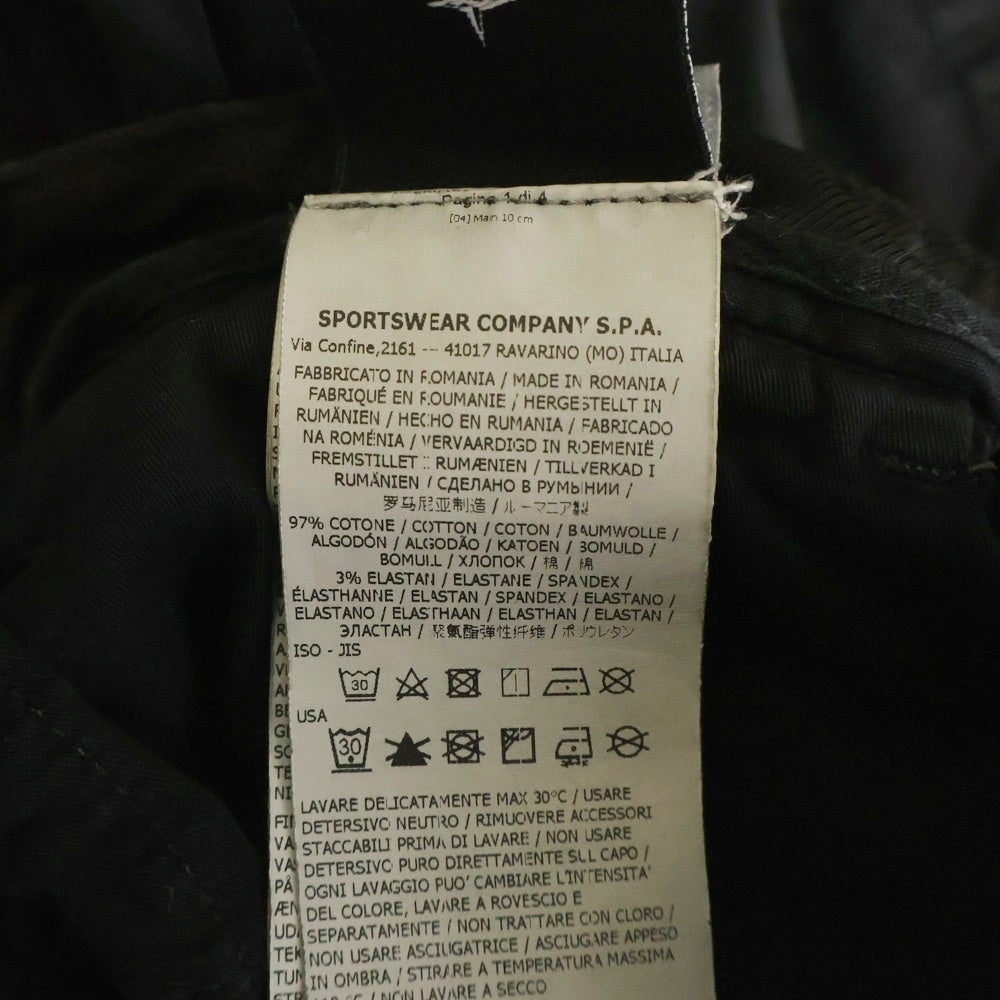 Pagina 1 di 4
[04] Main 10 cm
SPORTSWEAR COMPANY S.P.A.
Via Confine,2161 --- 41017 RAVARINO (MO) ITALIA
FABBRICATO IN ROMANIA / MADE IN ROMANIA /
FABRIQUÉ EN ROUMANIE / HERGESTELLT IN
RUMÄNIEN / HECHO EN RUMANIA / FABRICADO
NA ROMÉNIA / VERVAARDIGD IN ROEMENIË /
FREMSTILLET I RUMÆNIEN / TILLVERKAD I
RUMÄNIEN / СДЕЛАНО В РУМЫНИИ /
罗马尼亚制造 / ルーマニア製
97% COTONE / COTTON / COTON / BAUMWOLLE /
ALGODÓN / ALGODÃO / KATOEN / BOMULD /
BOMULL / ХЛОПОК / 棉 / 綿
3% ELASTAN / ELASTANE / SPANDEX /
ÉLASTHANNE / ELASTAN / SPANDEX / ELASTANO /
ELASTANO / ELASTHAAN / ELASTHAN / ELASTAN /
ЭЛАСТАН / 聚氨酯弹性纤维 / ポリウレタン
ISO - JIS
30
USA
30
LAVARE DELICATAMENTE MAX 30°C / USARE
DETERSIVO NEUTRO / RIMUOVERE ACCESSORI
STACCABILI PRIMA DI LAVARE / NON USARE
DETERSIVO PURO DIRETTAMENTE SUL CAPO /
OGNI LAVAGGIO PUO' CAMBIARE L'INTENSITA'
DEL COLORE, LAVARE A ROVESCIO E
SEPARATAMENTE / NON TRATTARE CON CLORO /
NON USARE ASCIUGATRICE / ASCIUGARE APPESO
IN OMBRA / STIRARE A TEMPERATURA MASSIMA
/ NON LAVARE A SECCO